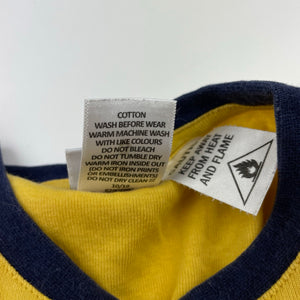 COTTON
WASH BEFORE WEAR
WARM MACHINE WASH
WITH LIKE COLOURS
DO NOT BLEACH
DO NOT TUMBLE DRY
WARM IRON INSIDE OUT
(DO NOT IRON PRINTS
OR EMBELLISHMENTS)
DO NOT DRY CLEAN
KEEP AWAY
FROM HEAT
AND FLAME